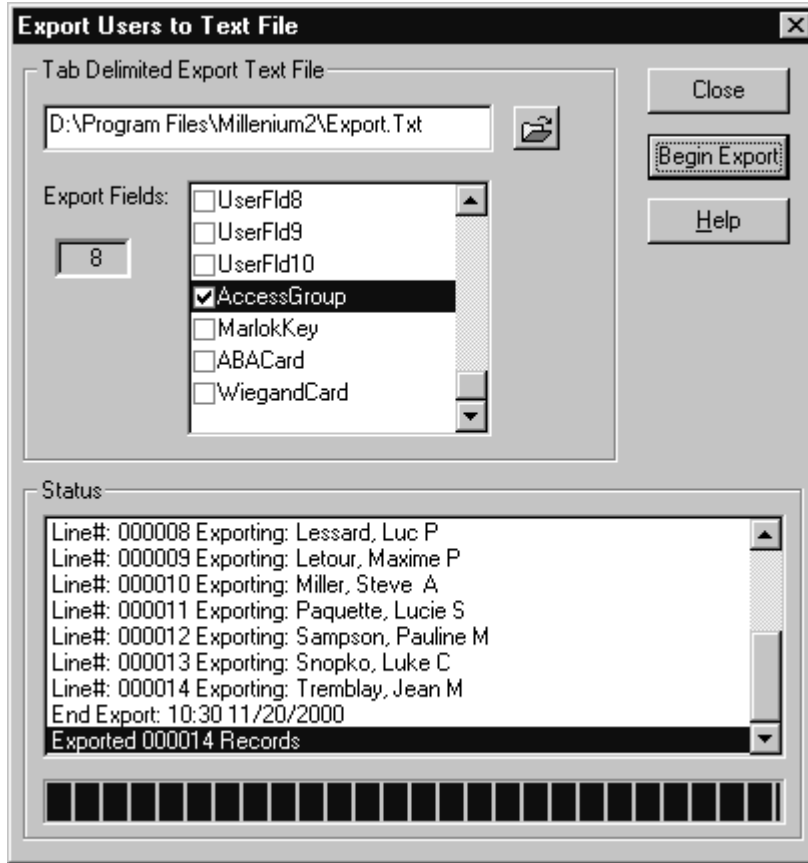 Export Users to Text File
Tab Delimited Export Text File
D:\Program Files\Millenium2\Export.Txt
Close
Begin Export
Help
Export Fields:
8
UserFld8
UserFld9
UserFld10
AccessGroup
MarlokKey
ABACard
WiegandCard
Status
Line#: 000008 Exporting: Lessard, Luc P
Line#: 000009 Exporting: Letour, Maxime P
Line#: 000010 Exporting: Miller, Steve  A
Line#: 000011 Exporting: Paquette, Lucie S
Line#: 000012 Exporting: Sampson, Pauline M
Line#: 000013 Exporting: Snopko, Luke C
Line#: 000014 Exporting: Tremblay, Jean M
End Export: 10:30 11/20/2000
Exported 000014 Records